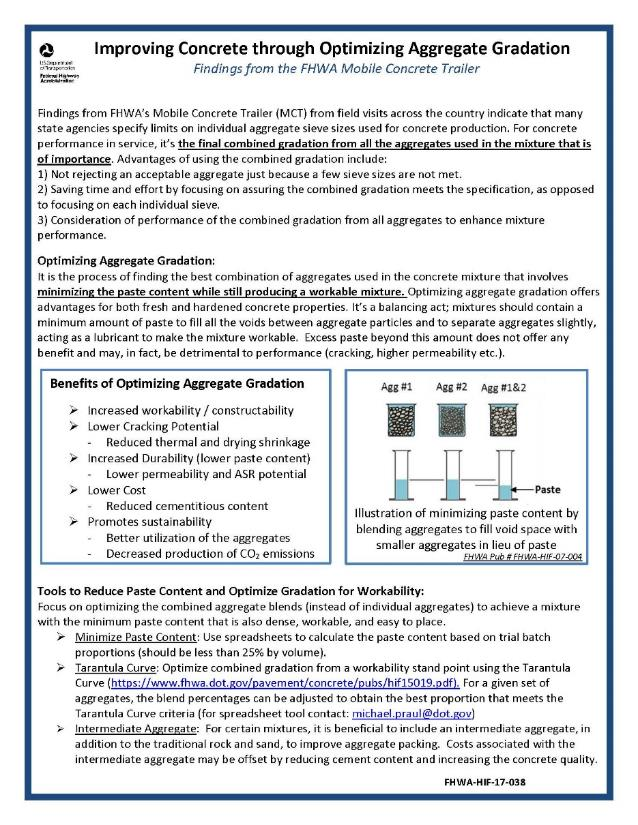 Improving Concrete through Optimizing Aggregate Gradation
Findings from the FHWA Mobile Concrete Trailer
U.S. Department
of Transportation
Federal Highway
Administration
Findings from FHWA's Mobile Concrete Trailer (MCT) from field visits across the country indicate that many
state agencies specify limits on individual aggregate sieve sizes used for concrete production. For concrete
performance in service, it's the final combined gradation from all the aggregates used in the mixture that is
of importance. Advantages of using the combined gradation include:
1) Not rejecting an acceptable aggregate just because a few sieve sizes are not met.
2) Saving time and effort by focusing on assuring the combined gradation meets the specification, as opposed
to focusing on each individual sieve.
3) Consideration of performance of the combined gradation from all aggregates to enhance mixture
performance.
Optimizing Aggregate Gradation:
It is the process of finding the best combination of aggregates used in the concrete mixture that involves
minimizing the paste content while still producing a workable mixture. Optimizing aggregate gradation offers
advantages for both fresh and hardened concrete properties. It's a balancing act; mixtures should contain a
minimum amount of paste to fill all the voids between aggregate particles and to separate aggregates slightly,
acting as a lubricant to make the mixture workable. Excess paste beyond this amount does not offer any
benefit and may, in fact, be detrimental to performance (cracking, higher permeability etc.).
Benefits of Optimizing Aggregate Gradation
➢ Increased workability / constructability
➢ Lower Cracking Potential
- Reduced thermal and drying shrinkage
➢ Increased Durability (lower paste content)
- Lower permeability and ASR potential
➢ Lower Cost
- Reduced cementitious content
➢ Promotes sustainability
- Better utilization of the aggregates
- Decreased production of CO₂ emissions
Agg #1 Agg #2 Agg #1&2
Paste
Illustration of minimizing paste content by
blending aggregates to fill void space with
smaller aggregates in lieu of paste
FHWA Pub # FHWA-HIF-07-004
Tools to Reduce Paste Content and Optimize Gradation for Workability:
Focus on optimizing the combined aggregate blends (instead of individual aggregates) to achieve a mixture
with the minimum paste content that is also dense, workable, and easy to place.
➢ Minimize Paste Content: Use spreadsheets to calculate the paste content based on trial batch
proportions (should be less than 25% by volume).
➢ Tarantula Curve: Optimize combined gradation from a workability stand point using the Tarantula
Curve (https://www.fhwa.dot.gov/pavement/concrete/pubs/hif15019.pdf). For a given set of
aggregates, the blend percentages can be adjusted to obtain the best proportion that meets the
Tarantula Curve criteria (for spreadsheet tool contact: michael.praul@dot.gov)
➢ Intermediate Aggregate: For certain mixtures, it is beneficial to include an intermediate aggregate, in
addition to the traditional rock and sand, to improve aggregate packing. Costs associated with the
intermediate aggregate may be offset by reducing cement content and increasing the concrete quality.
FHWA-HIF-17-038